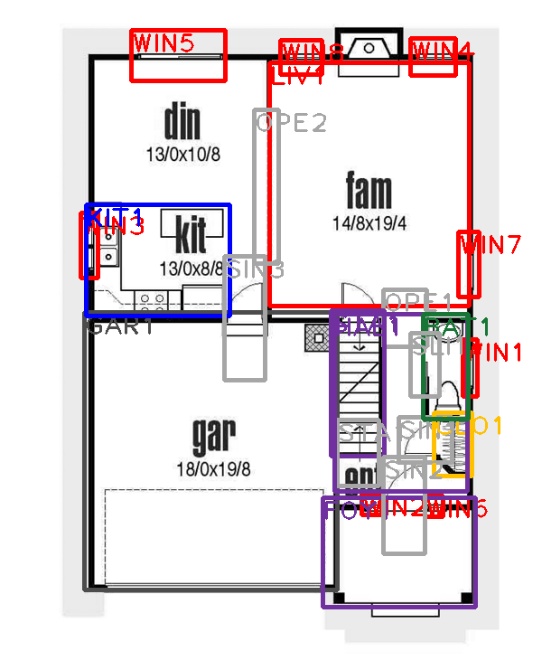 WIN5
WIN8
WIN4
LIV1
OPE2
din
13/0x10/8
fam
14/8x19/4
KIT1
WIN3
kit
13/0x8/8
WIN7
SIN3
OPE1
GAR1
BAT1
SLI1
WIN1
gar
18/0x19/8
STA1
SIN1
CLO1
ent
SIN2
FOY1
WIN2
WIN6